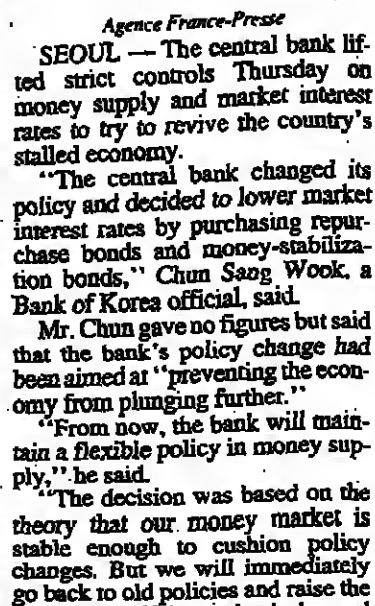 Agence France-Presse
SEOUL — The central bank lif-
ted strict controls Thursday on
money supply and market interest
rates to try to revive the country's
stalled economy.
"The central bank changed its
policy and decided to lower market
interest rates by purchasing repur-
chase bonds and money-stabiliza-
tion bonds," Chun Sang Wook, a
Bank of Korea official, said.
Mr. Chun gave no figures but said
that the bank's policy change had
been aimed at "preventing the econ-
omy from plunging further."
"From now, the bank will main-
tain a flexible policy in money sup-
ply," he said.
"The decision was based on the
theory that our money market is
stable enough to cushion policy
changes. But we will immediately
go back to old policies and raise the